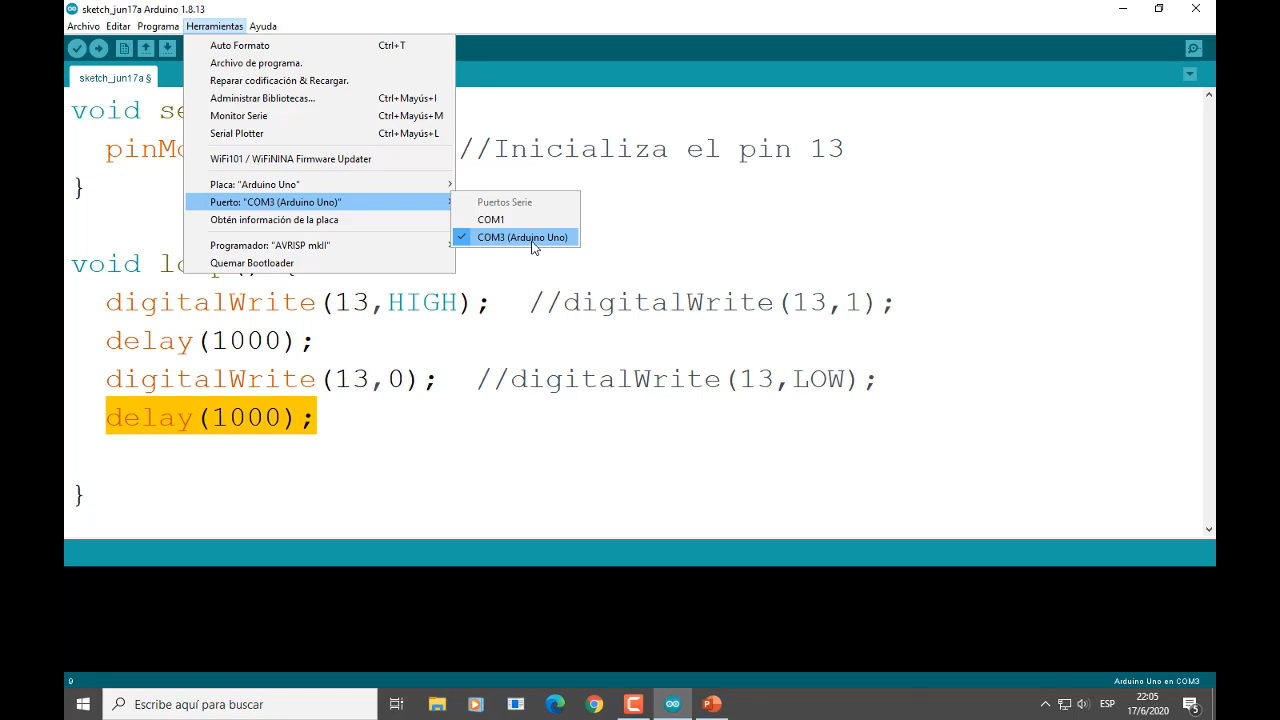 sketch_jun17a Arduino 1.8.13
Archivo Editar Programa Herramientas Ayuda
Auto Formato Ctrl+T
Archivo de programa.
Reparar codificación & Recargar.
Administrar Bibliotecas... Ctrl+Mayús+I
Monitor Serie Ctrl+Mayús+M
Serial Plotter Ctrl+Mayús+L
WiFi101 / WiFiNINA Firmware Updater
Placa: "Arduino Uno"
Puerto: "COM3 (Arduino Uno)"
Obtén información de la placa
Programador: "AVRISP mkII"
Quemar Bootloader
Puertos Serie
COM1
COM3 (Arduino Uno)
sketch_jun17a §
void se
pinMo //Inicializa el pin 13
}
void loop() {
digitalWrite(13,HIGH); //digitalWrite(13,1);
delay(1000);
digitalWrite(13,0); //digitalWrite(13,LOW);
delay(1000);
}
9 Arduino Uno en COM3
Escribe aquí para buscar
ESP
22:05
17/6/2020
5